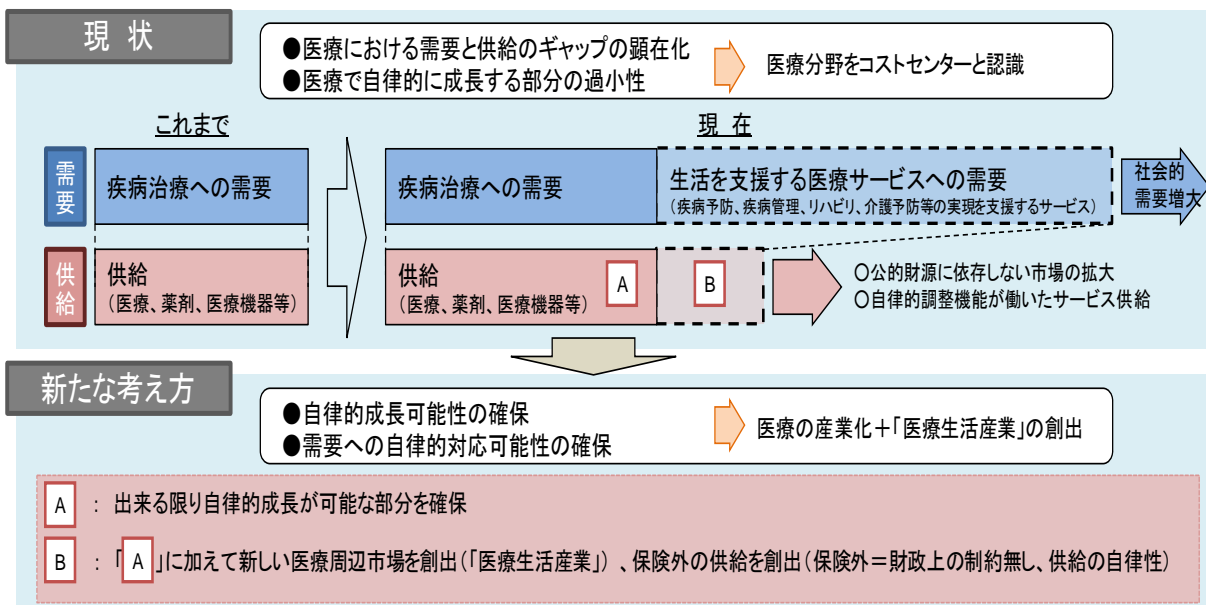 現 状
●医療における需要と供給のギャップの顕在化
●医療で自律的に成長する部分の過小性
医療分野をコストセンターと認識
これまで
現 在
需要
疾病治療への需要
疾病治療への需要
生活を支援する医療サービスへの需要
(疾病予防、疾病管理、リハビリ、介護予防等の実現を支援するサービス)
社会的
需要増大
供給
供給
(医療、薬剤、医療機器等)
供給
(医療、薬剤、医療機器等)
A
B
○公的財源に依存しない市場の拡大
○自律的調整機能が働いたサービス供給
新たな考え方
●自律的成長可能性の確保
●需要への自律的対応可能性の確保
医療の産業化+「医療生活産業」の創出
A : 出来る限り自律的成長が可能な部分を確保
B : 「A」に加えて新しい医療周辺市場を創出(「医療生活産業」)、保険外の供給を創出(保険外=財政上の制約無し、供給の自律性)